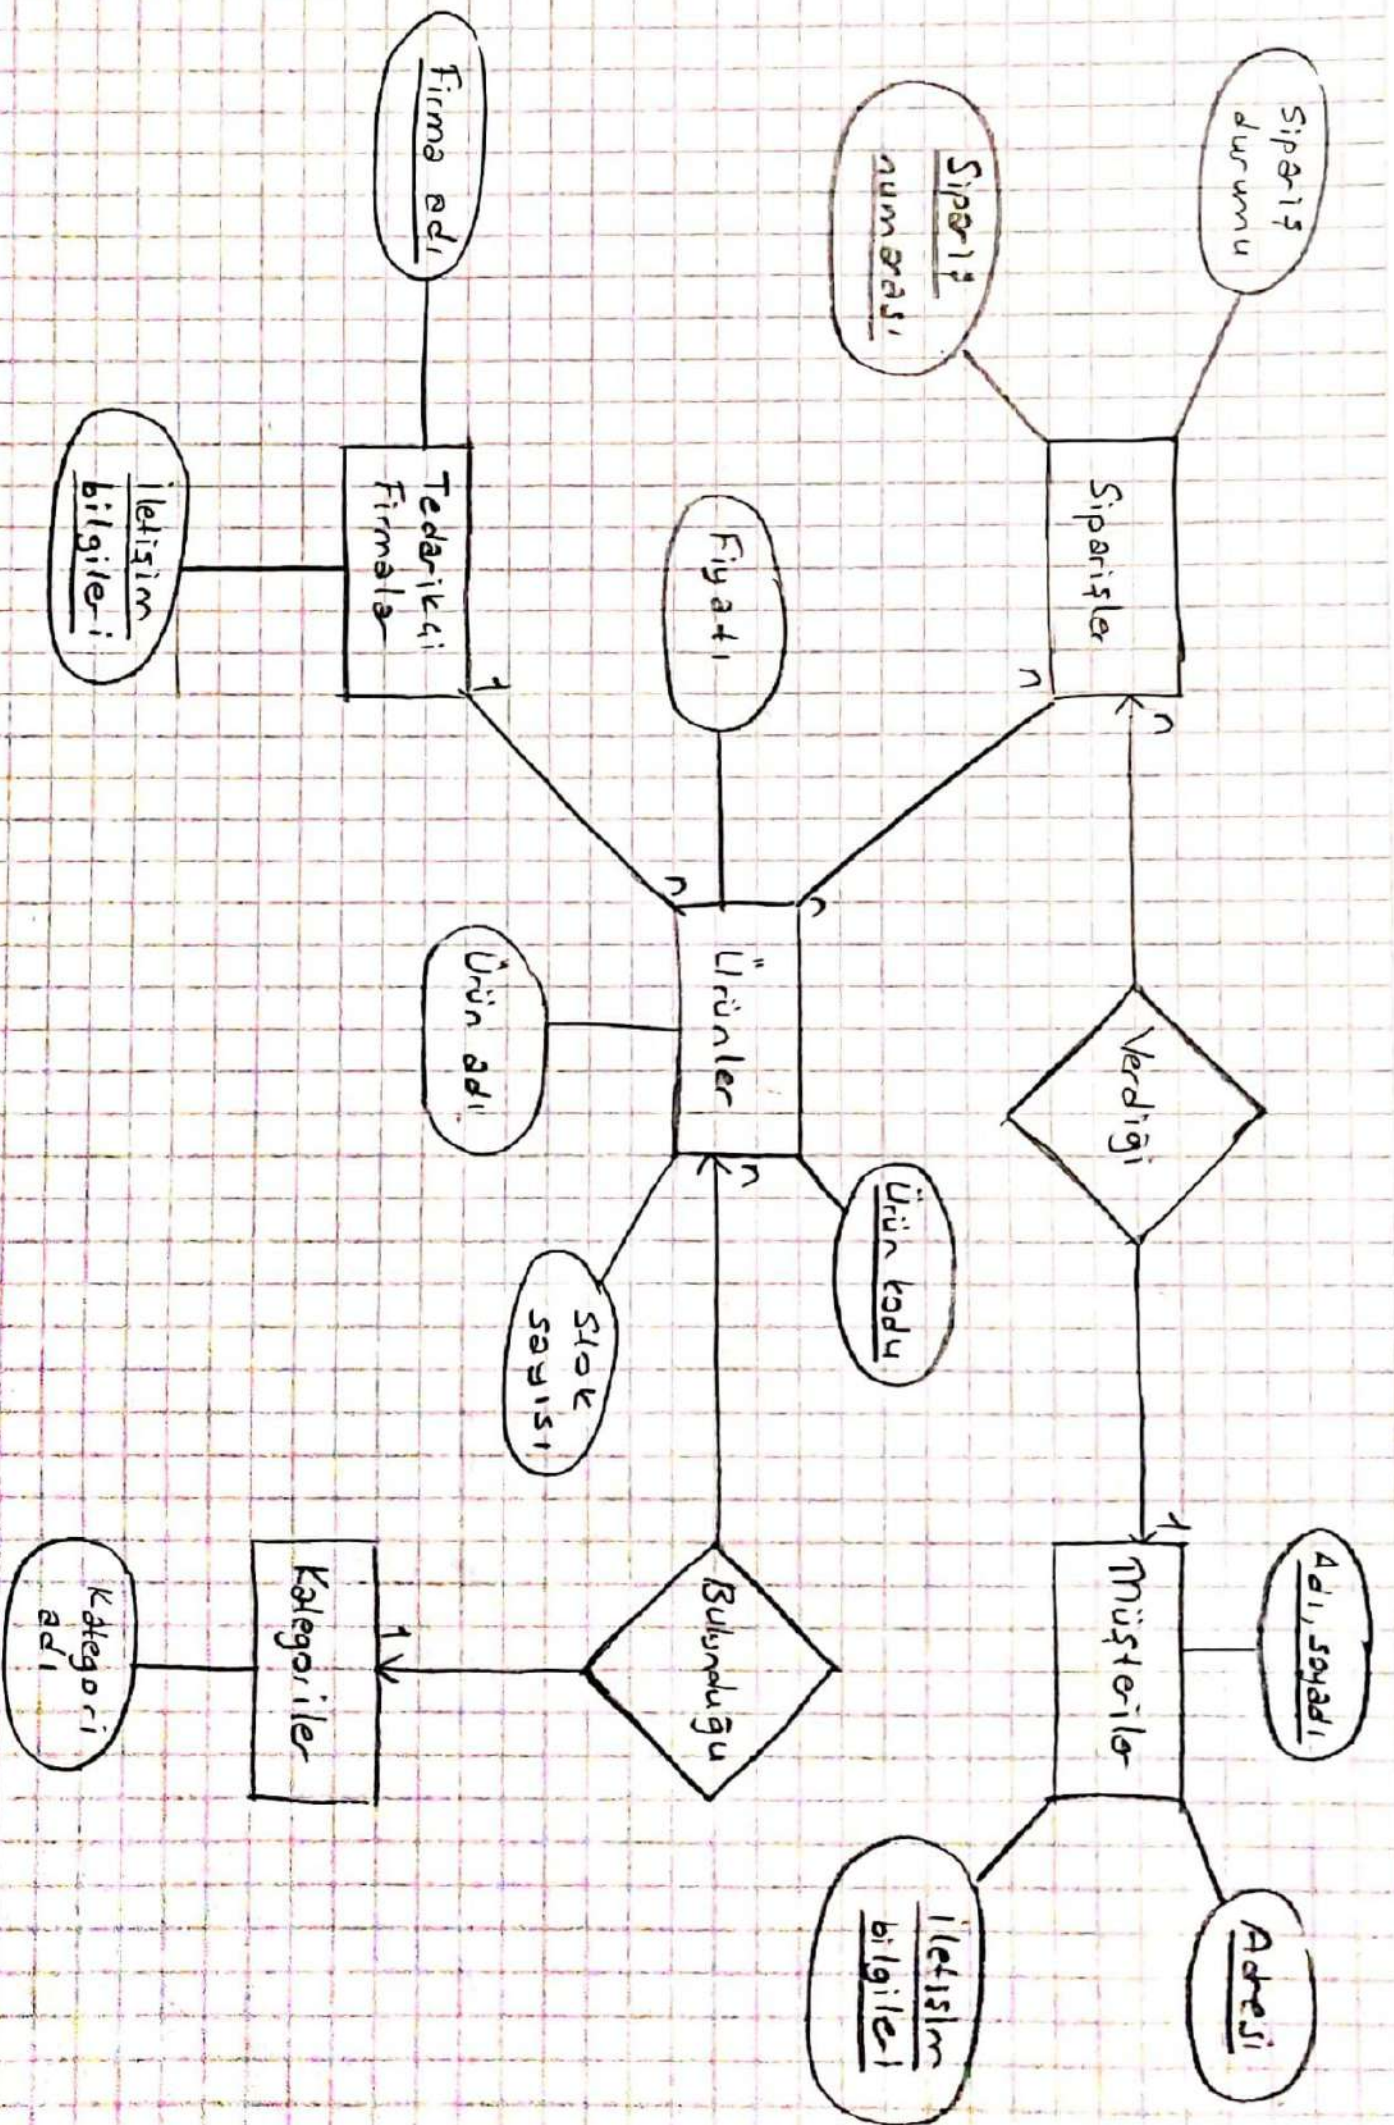 Sipariş
durumu
Sipariş
numarası
Siparişler
n
n
Verdiği
1
Müşteriler
Adı, soyadı
Adresi
İletişim
bilgileri
Firma adı
Tedarikçi
Firmalar
1
İletişim
bilgileri
Fiyatı
n
n
Ürünler
n
Ürün kodu
Ürün adı
Stok
sayısı
Bulunduğu
1
Kategoriler
Kategori
adı